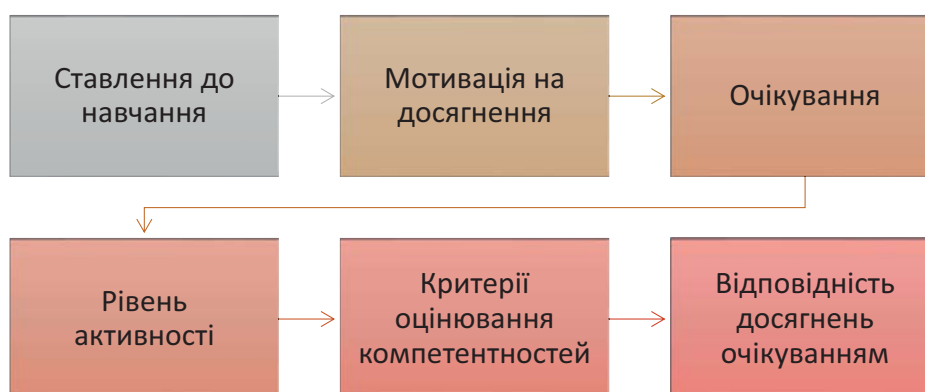 Ставлення до
навчання
Мотивація на
досягнення
Очікування
Рівень
активності
Критерії
оцінювання
компетентностей
Відповідність
досягнень
очікуванням